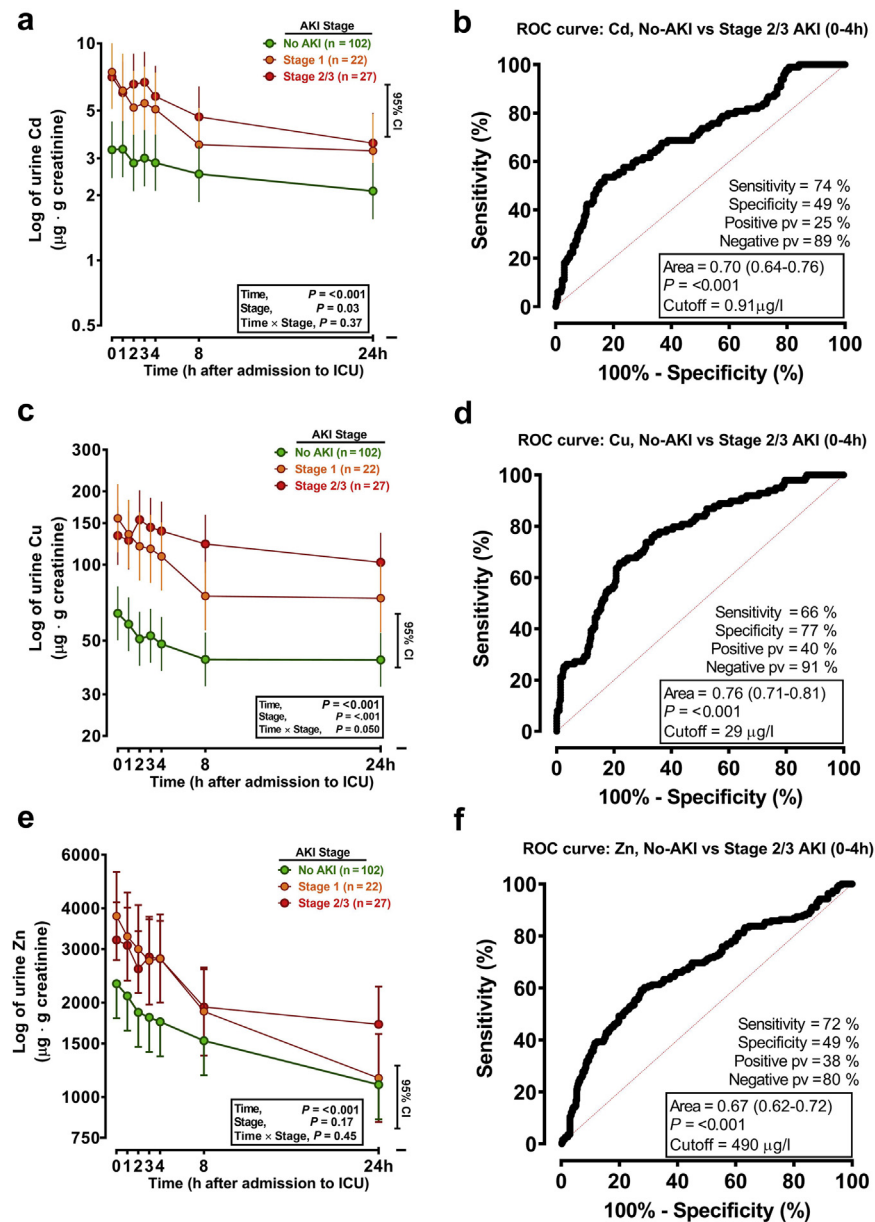 a
AKI Stage
No AKI (n = 102)
Stage 1 (n = 22)
Stage 2/3 (n = 27)
Log of urine Cd
(µg · g creatinine)
10
5
3
2
1
0.5
95% CI
Time, P = <0.001
Stage, P = 0.03
Time × Stage, P = 0.37
0 1 2 3 4 8 24h
Time (h after admission to ICU)
b
ROC curve: Cd, No-AKI vs Stage 2/3 AKI (0-4h)
Sensitivity (%)
100
80
60
40
20
0
Sensitivity = 74 %
Specificity = 49 %
Positive pv = 25 %
Negative pv = 89 %
Area = 0.70 (0.64-0.76)
P = <0.001
Cutoff = 0.91µg/l
0 20 40 60 80 100
100% - Specificity (%)
c
AKI Stage
No AKI (n = 102)
Stage 1 (n = 22)
Stage 2/3 (n = 27)
Log of urine Cu
(µg · g creatinine)
300
200
150
100
50
30
20
95% CI
Time, P = <0.001
Stage, P = <.001
Time × Stage, P = 0.050
0 1 2 3 4 8 24h
Time (h after admission to ICU)
d
ROC curve: Cu, No-AKI vs Stage 2/3 AKI (0-4h)
Sensitivity (%)
100
80
60
40
20
0
Sensitivity = 66 %
Specificity = 77 %
Positive pv = 40 %
Negative pv = 91 %
Area = 0.76 (0.71-0.81)
P = <0.001
Cutoff = 29 µg/l
0 20 40 60 80 100
100% - Specificity (%)
e
AKI Stage
No AKI (n = 102)
Stage 1 (n = 22)
Stage 2/3 (n = 27)
Log of urine Zn
(µg · g creatinine)
6000
4000
3000
2000
1500
1000
750
95% CI
Time, P = <0.001
Stage, P = 0.17
Time × Stage, P = 0.45
0 1 2 3 4 8 24h
Time (h after admission to ICU)
f
ROC curve: Zn, No-AKI vs Stage 2/3 AKI (0-4h)
Sensitivity (%)
100
80
60
40
20
0
Sensitivity = 72 %
Specificity = 49 %
Positive pv = 38 %
Negative pv = 80 %
Area = 0.67 (0.62-0.72)
P = <0.001
Cutoff = 490 µg/l
0 20 40 60 80 100
100% - Specificity (%)